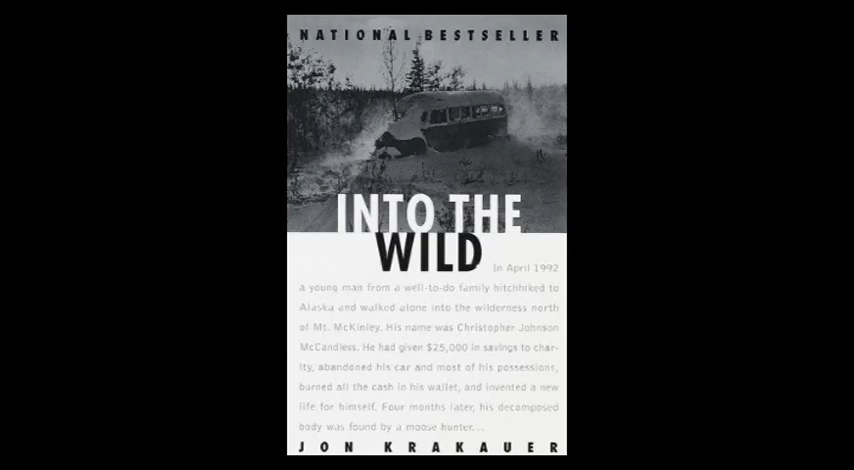 NATIONAL BESTSELLER
INTO THE
WILD
In April 1992
a young man from a well-to-do family hitchhiked to
Alaska and walked alone into the wilderness north
of Mt. McKinley. His name was Christopher Johnson
McCandless. He had given $25,000 in savings to char-
ity, abandoned his car and most of his possessions,
burned all the cash in his wallet, and invented a new
life for himself. Four months later, his decomposed
body was found by a moose hunter...
JON KRAKAUER